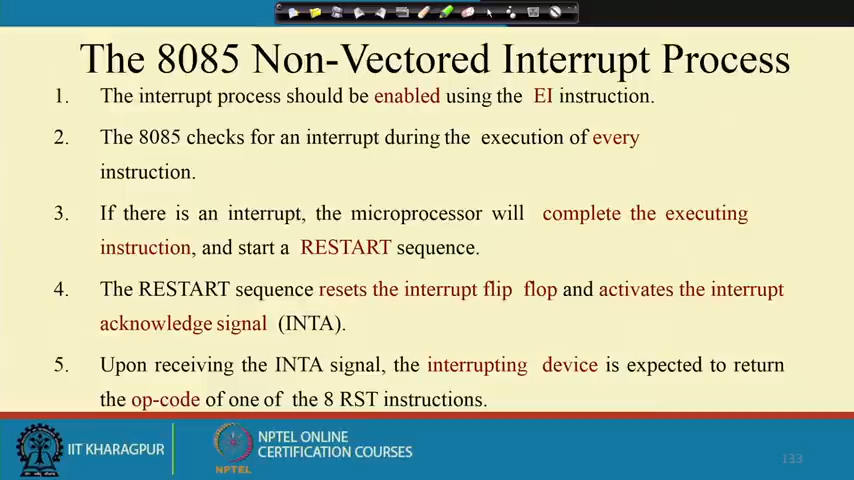 The 8085 Non-Vectored Interrupt Process
1. The interrupt process should be enabled using the EI instruction.
2. The 8085 checks for an interrupt during the execution of every
instruction.
3. If there is an interrupt, the microprocessor will complete the executing
instruction, and start a RESTART sequence.
4. The RESTART sequence resets the interrupt flip flop and activates the interrupt
acknowledge signal (INTA).
5. Upon receiving the INTA signal, the interrupting device is expected to return
the op-code of one of the 8 RST instructions.
IIT KHARAGPUR
NPTEL
NPTEL ONLINE
CERTIFICATION COURSES
133